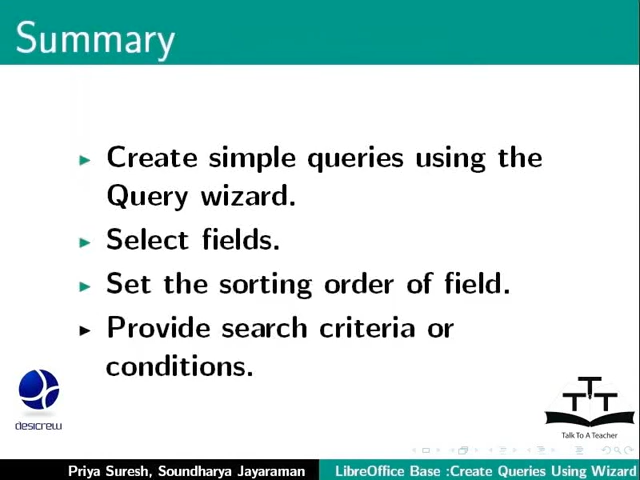 Summary
Create simple queries using the
Query wizard.
Select fields.
Set the sorting order of field.
Provide search criteria or
conditions.
desicrew
TTT
Talk To A Teacher
Priya Suresh, Soundharya Jayaraman
LibreOffice Base :Create Queries Using Wizard